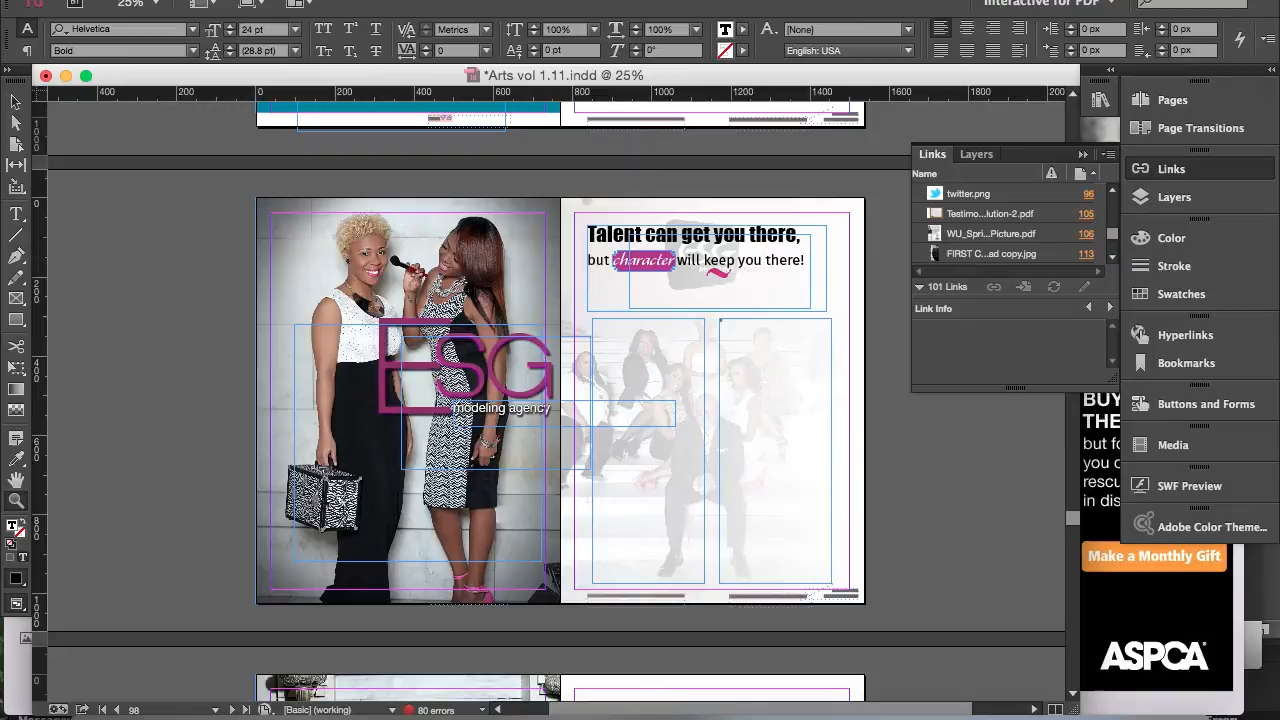 25%
Interactive for PDF
Helvetica
24 pt
Metrics
100%
100%
[None]
0 px
0 px
Bold
(28.8 pt)
0
0 pt
0°
English: USA
0 px
0 px
*Arts vol 1.11.indd @ 25%
400
200
0
200
400
600
800
1000
1200
1400
1600
1800
Links
Layers
Name
twitter.png 96
Testimo...lution-2.pdf 105
WU_Spri...Picture.pdf 106
FIRST C...ad copy.jpg 113
101 Links
Link Info
Pages
Page Transitions
Links
Layers
Color
Stroke
Swatches
Hyperlinks
Bookmarks
Buttons and Forms
Media
SWF Preview
Adobe Color Theme...
Talent can get you there,
but character will keep you there!
ESG
modeling agency
BUY
THE
but fo
you c
rescu
in dis
Make a Monthly Gift
ASPCA
98
[Basic] (working)
80 errors